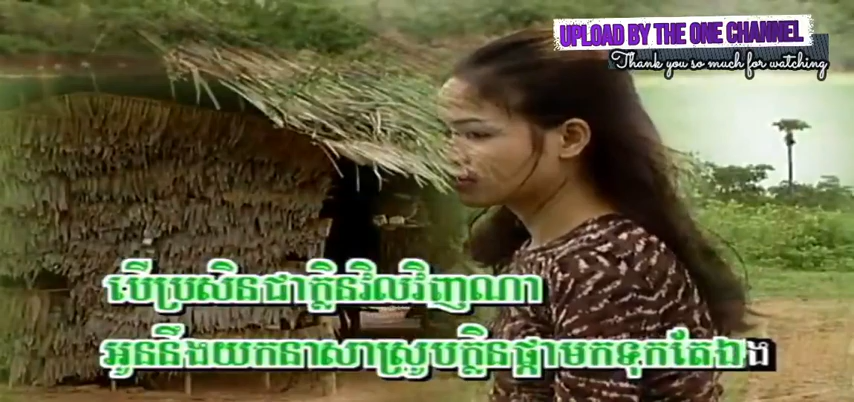 UPLOAD BY THE ONE CHANNEL
Thank you so much for watching
បើប្រសិនជាក្លិនវិលវិញណា
អូននឹងយកនាសាស្រូបក្លិនផ្កាមកទុកតែឯង